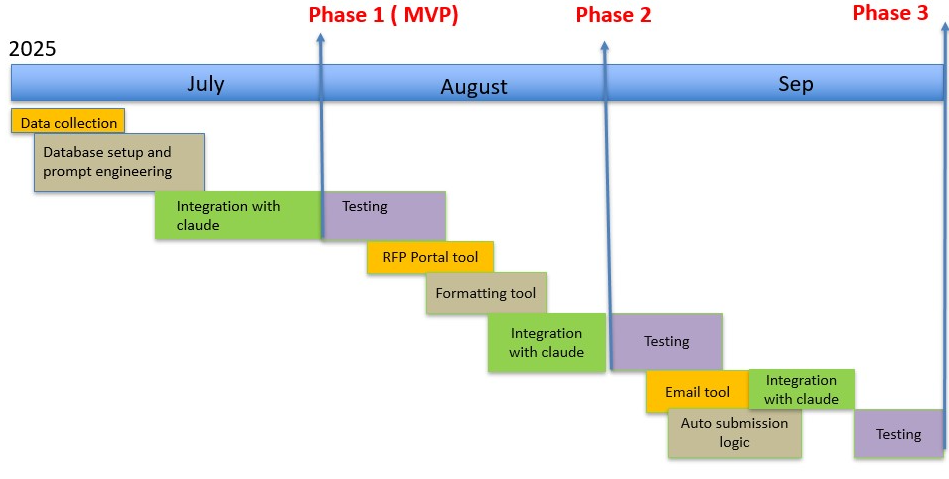 Phase 1 ( MVP)
Phase 2
Phase 3
2025
July
August
Sep
Data collection
Database setup and
prompt engineering
Integration with
claude
Testing
RFP Portal tool
Formatting tool
Integration
with claude
Testing
Email tool
Integration
with claude
Auto submission
logic
Testing